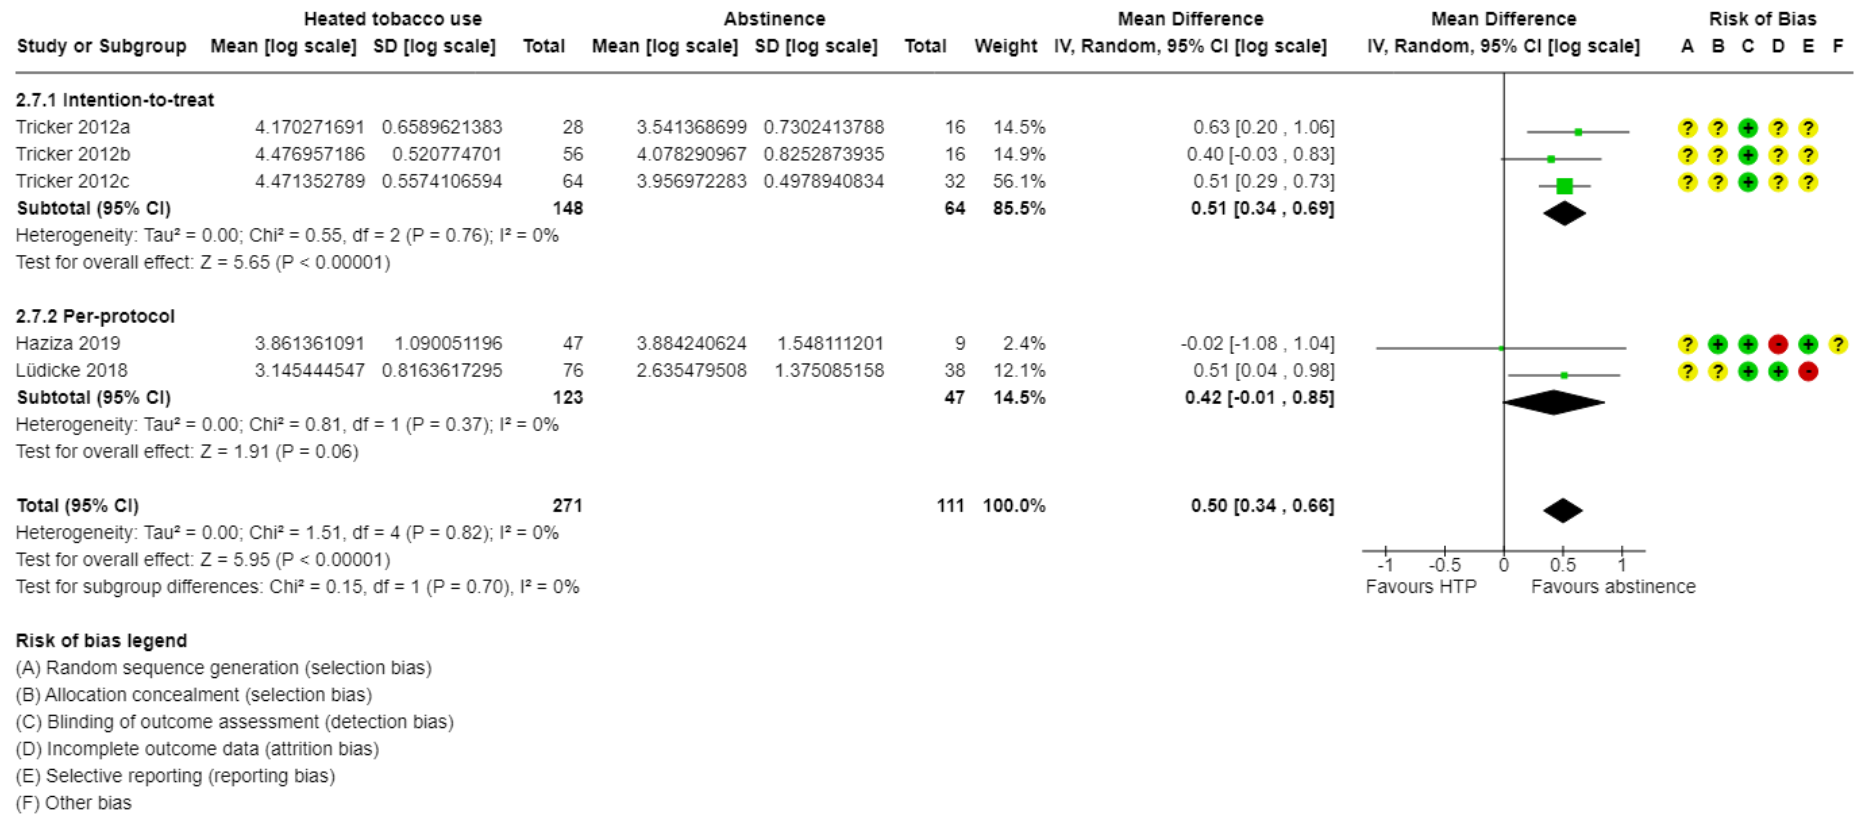 Heated tobacco use Abstinence Mean Difference Mean Difference Risk of Bias
Study or Subgroup Mean [log scale] SD [log scale] Total Mean [log scale] SD [log scale] Total Weight IV, Random, 95% CI [log scale] IV, Random, 95% CI [log scale] A B C D E F
2.7.1 Intention-to-treat
Tricker 2012a 4.170271691 0.6589621383 28 3.541368699 0.7302413788 16 14.5% 0.63 [0.20 , 1.06] ? ? + ? ?
Tricker 2012b 4.476957186 0.520774701 56 4.078290967 0.8252873935 16 14.9% 0.40 [-0.03 , 0.83] ? ? + ? ?
Tricker 2012c 4.471352789 0.5574106594 64 3.956972283 0.4978940834 32 56.1% 0.51 [0.29 , 0.73] ? ? + ? ?
Subtotal (95% CI) 148 64 85.5% 0.51 [0.34 , 0.69]
Heterogeneity: Tau² = 0.00; Chi² = 0.55, df = 2 (P = 0.76); I² = 0%
Test for overall effect: Z = 5.65 (P < 0.00001)
2.7.2 Per-protocol
Haziza 2019 3.861361091 1.090051196 47 3.884240624 1.548111201 9 2.4% -0.02 [-1.08 , 1.04] ? + + - + ?
Lüdicke 2018 3.145444547 0.8163617295 76 2.635479508 1.375085158 38 12.1% 0.51 [0.04 , 0.98] ? ? + + -
Subtotal (95% CI) 123 47 14.5% 0.42 [-0.01 , 0.85]
Heterogeneity: Tau² = 0.00; Chi² = 0.81, df = 1 (P = 0.37); I² = 0%
Test for overall effect: Z = 1.91 (P = 0.06)
Total (95% CI) 271 111 100.0% 0.50 [0.34 , 0.66]
Heterogeneity: Tau² = 0.00; Chi² = 1.51, df = 4 (P = 0.82); I² = 0%
Test for overall effect: Z = 5.95 (P < 0.00001)
-1 -0.5 0 0.5 1
Test for subgroup differences: Chi² = 0.15, df = 1 (P = 0.70), I² = 0% Favours HTP Favours abstinence
Risk of bias legend
(A) Random sequence generation (selection bias)
(B) Allocation concealment (selection bias)
(C) Blinding of outcome assessment (detection bias)
(D) Incomplete outcome data (attrition bias)
(E) Selective reporting (reporting bias)
(F) Other bias